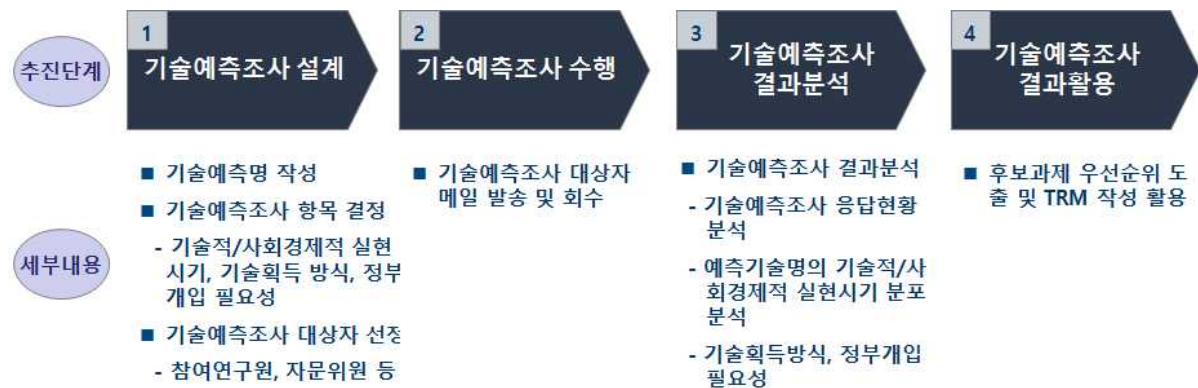 추진단계
1
기술예측조사 설계
2
기술예측조사 수행
3
기술예측조사
결과분석
4
기술예측조사
결과활용
세부내용
■ 기술예측명 작성
■ 기술예측조사 항목 결정
- 기술적/사회경제적 실현
시기, 기술획득 방식, 정부
개입 필요성
■ 기술예측조사 대상자 선정
- 참여연구원, 자문위원 등
■ 기술예측조사 대상자
메일 발송 및 회수
■ 기술예측조사 결과분석
- 기술예측조사 응답현황
분석
- 예측기술명의 기술적/사
회경제적 실현시기 분포
분석
- 기술획득방식, 정부개입
필요성
■ 후보과제 우선순위 도
출 및 TRM 작성 활용